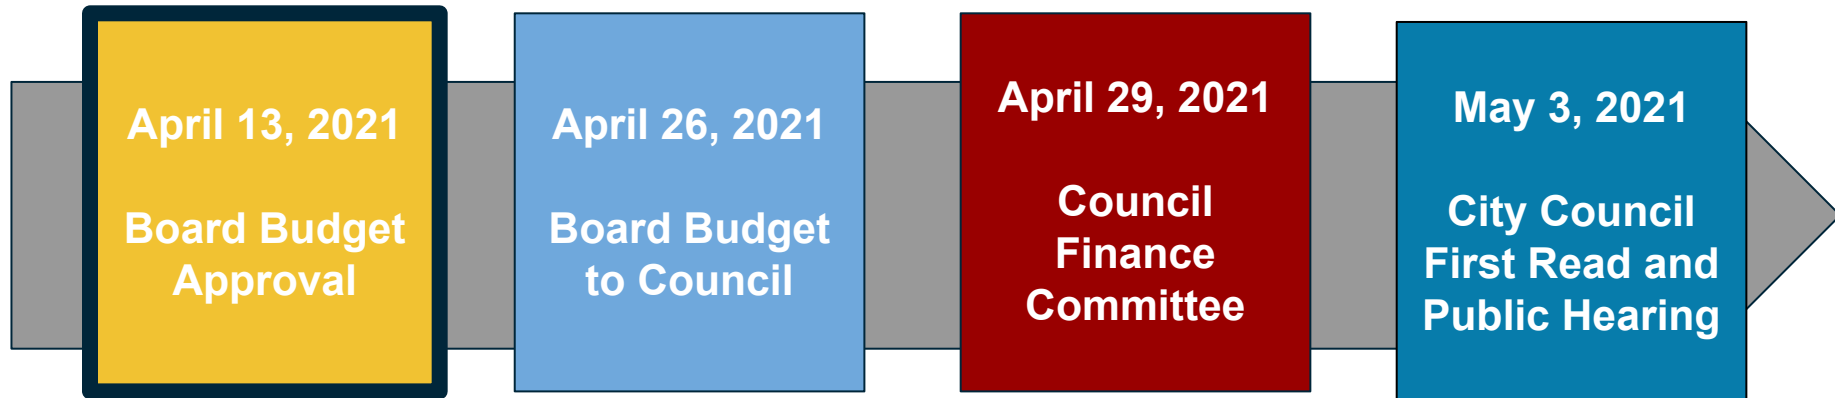 April 13, 2021
Board Budget
Approval
April 26, 2021
Board Budget
to Council
April 29, 2021
Council
Finance
Committee
May 3, 2021
City Council
First Read and
Public Hearing